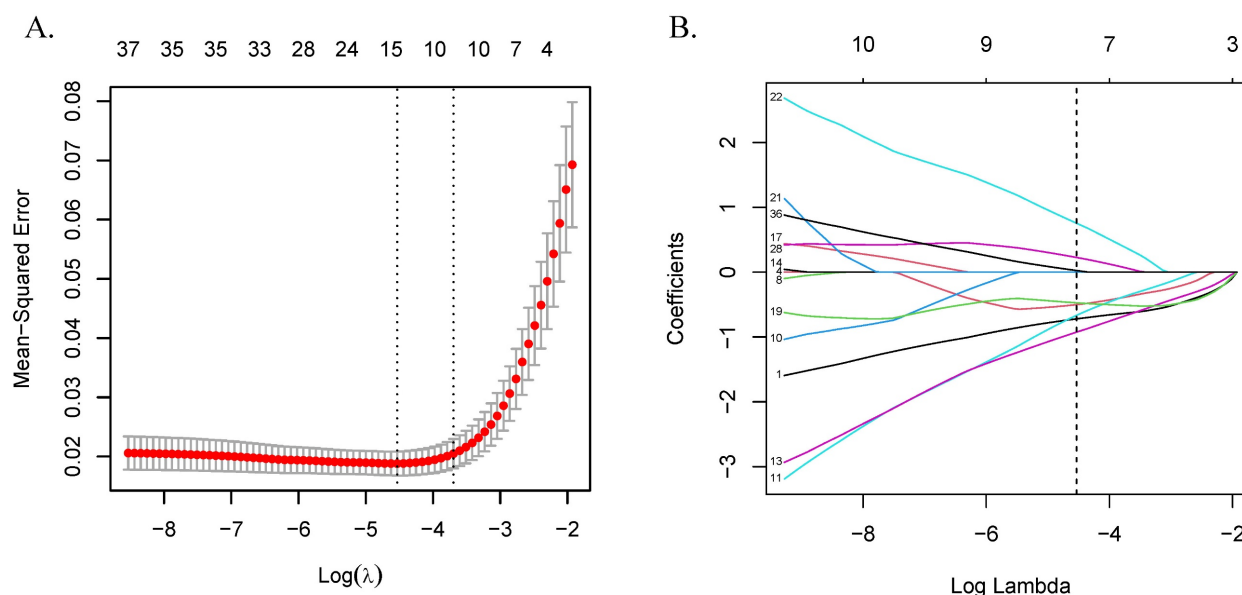 A.
37 35 35 33 28 24 15 10 10 7 4
0.08
0.07
0.06
0.05
0.04
0.03
0.02
Mean-Squared Error
−8 −7 −6 −5 −4 −3 −2
Log(λ)
B.
10 9 7 3
2
1
0
−1
−2
−3
Coefficients
22
21
36
17
28
14
4
8
19
10
1
13
11
−8 −6 −4 −2
Log Lambda